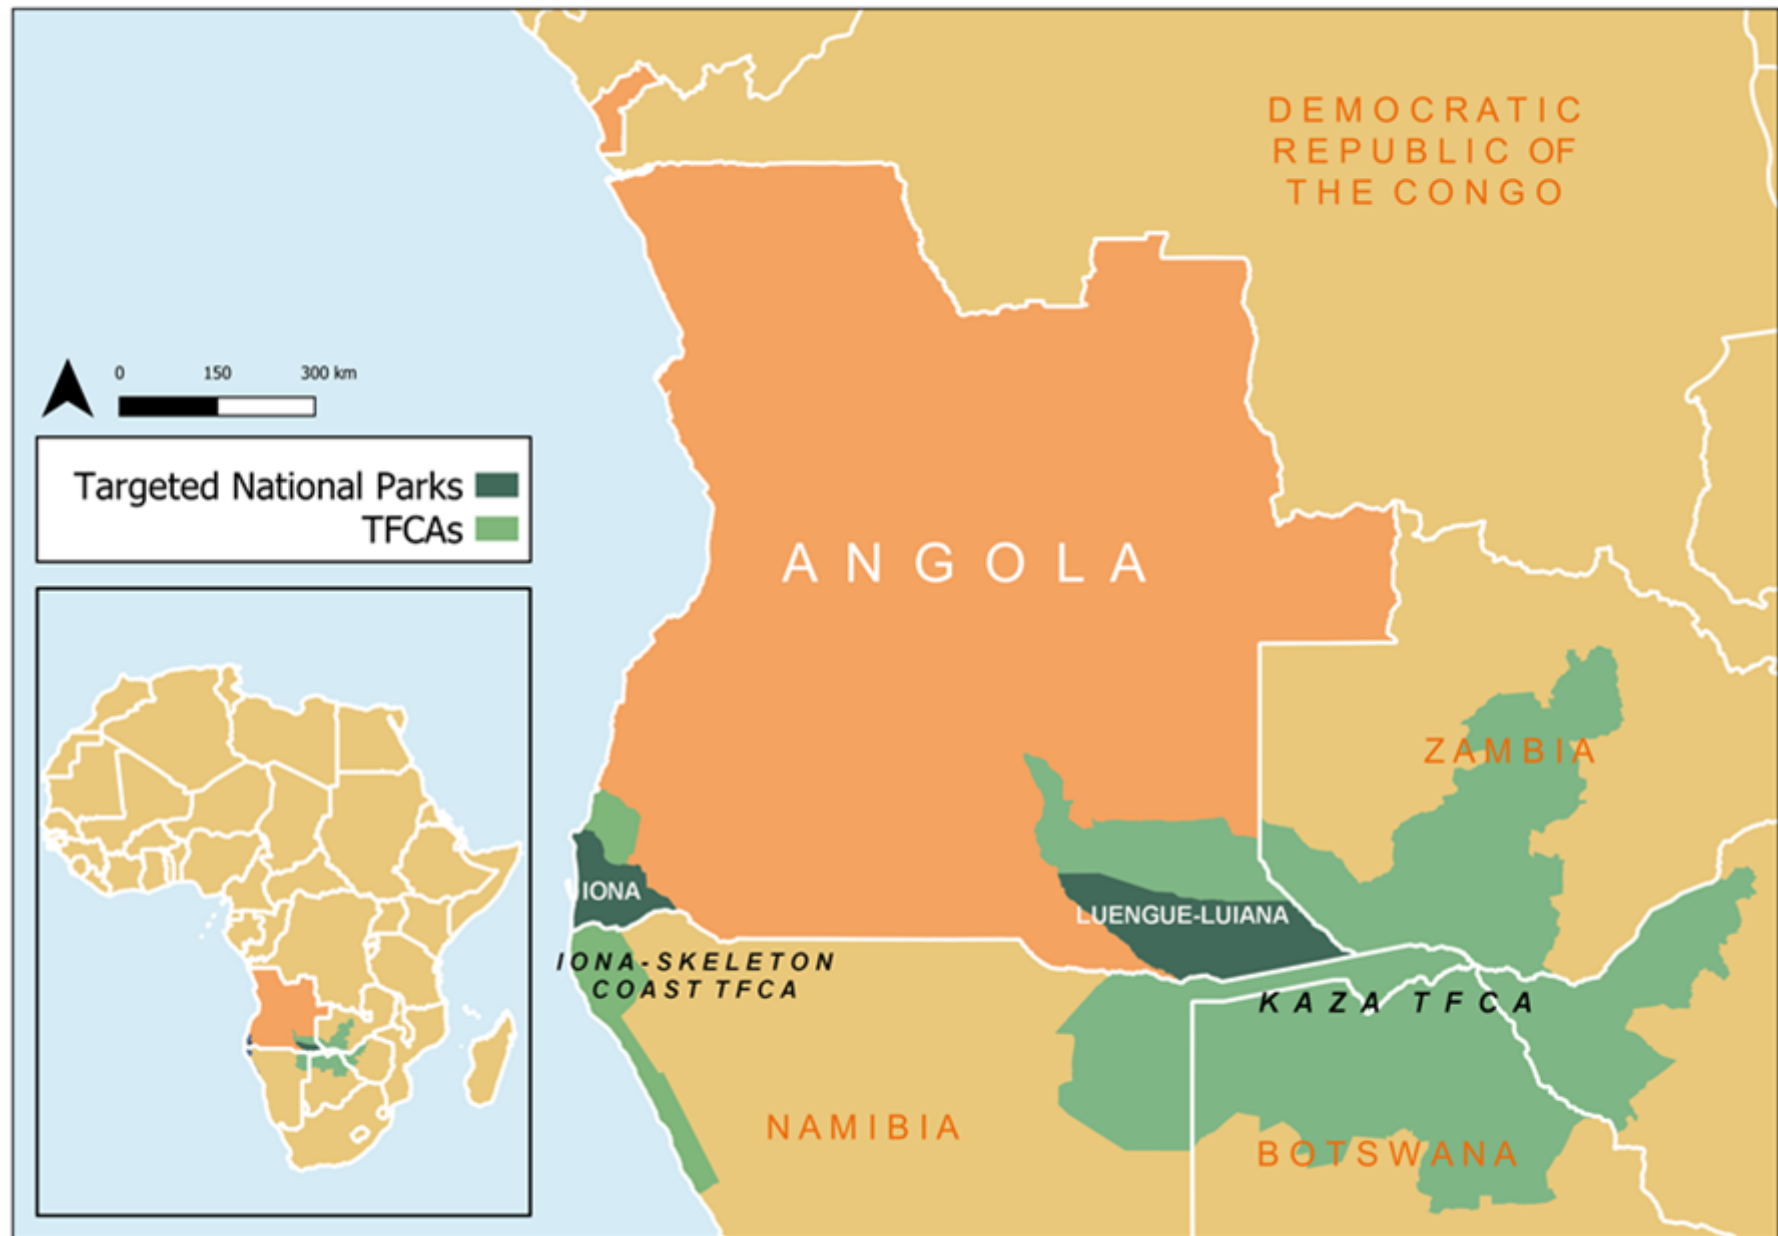 DEMOCRATIC
REPUBLIC OF
THE CONGO
0 150 300 km
Targeted National Parks
TFCAs
ANGOLA
ZAMBIA
IONA
LUENGUE-LUIANA
IONA-SKELETON
COAST TFCA
KAZA TFCA
NAMIBIA
BOTSWANA